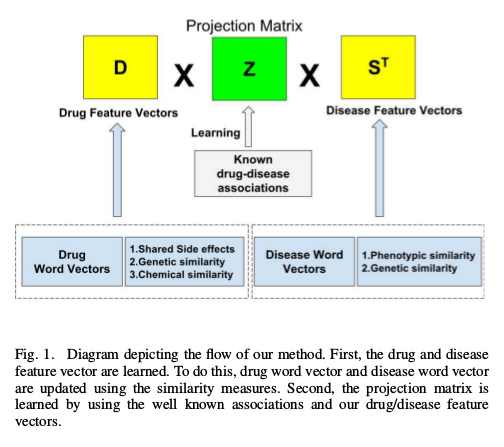 Projection Matrix
D X Z X Sᵀ
Drug Feature Vectors
Disease Feature Vectors
Learning
Known
drug-disease
associations
Drug
Word Vectors
1.Shared Side effects
2.Genetic similarity
3.Chemical similarity
Disease Word
Vectors
1.Phenotypic similarity
2.Genetic similarity
Fig. 1. Diagram depicting the flow of our method. First, the drug and disease
feature vector are learned. To do this, drug word vector and disease word vector
are updated using the similarity measures. Second, the projection matrix is
learned by using the well known associations and our drug/disease feature
vectors.